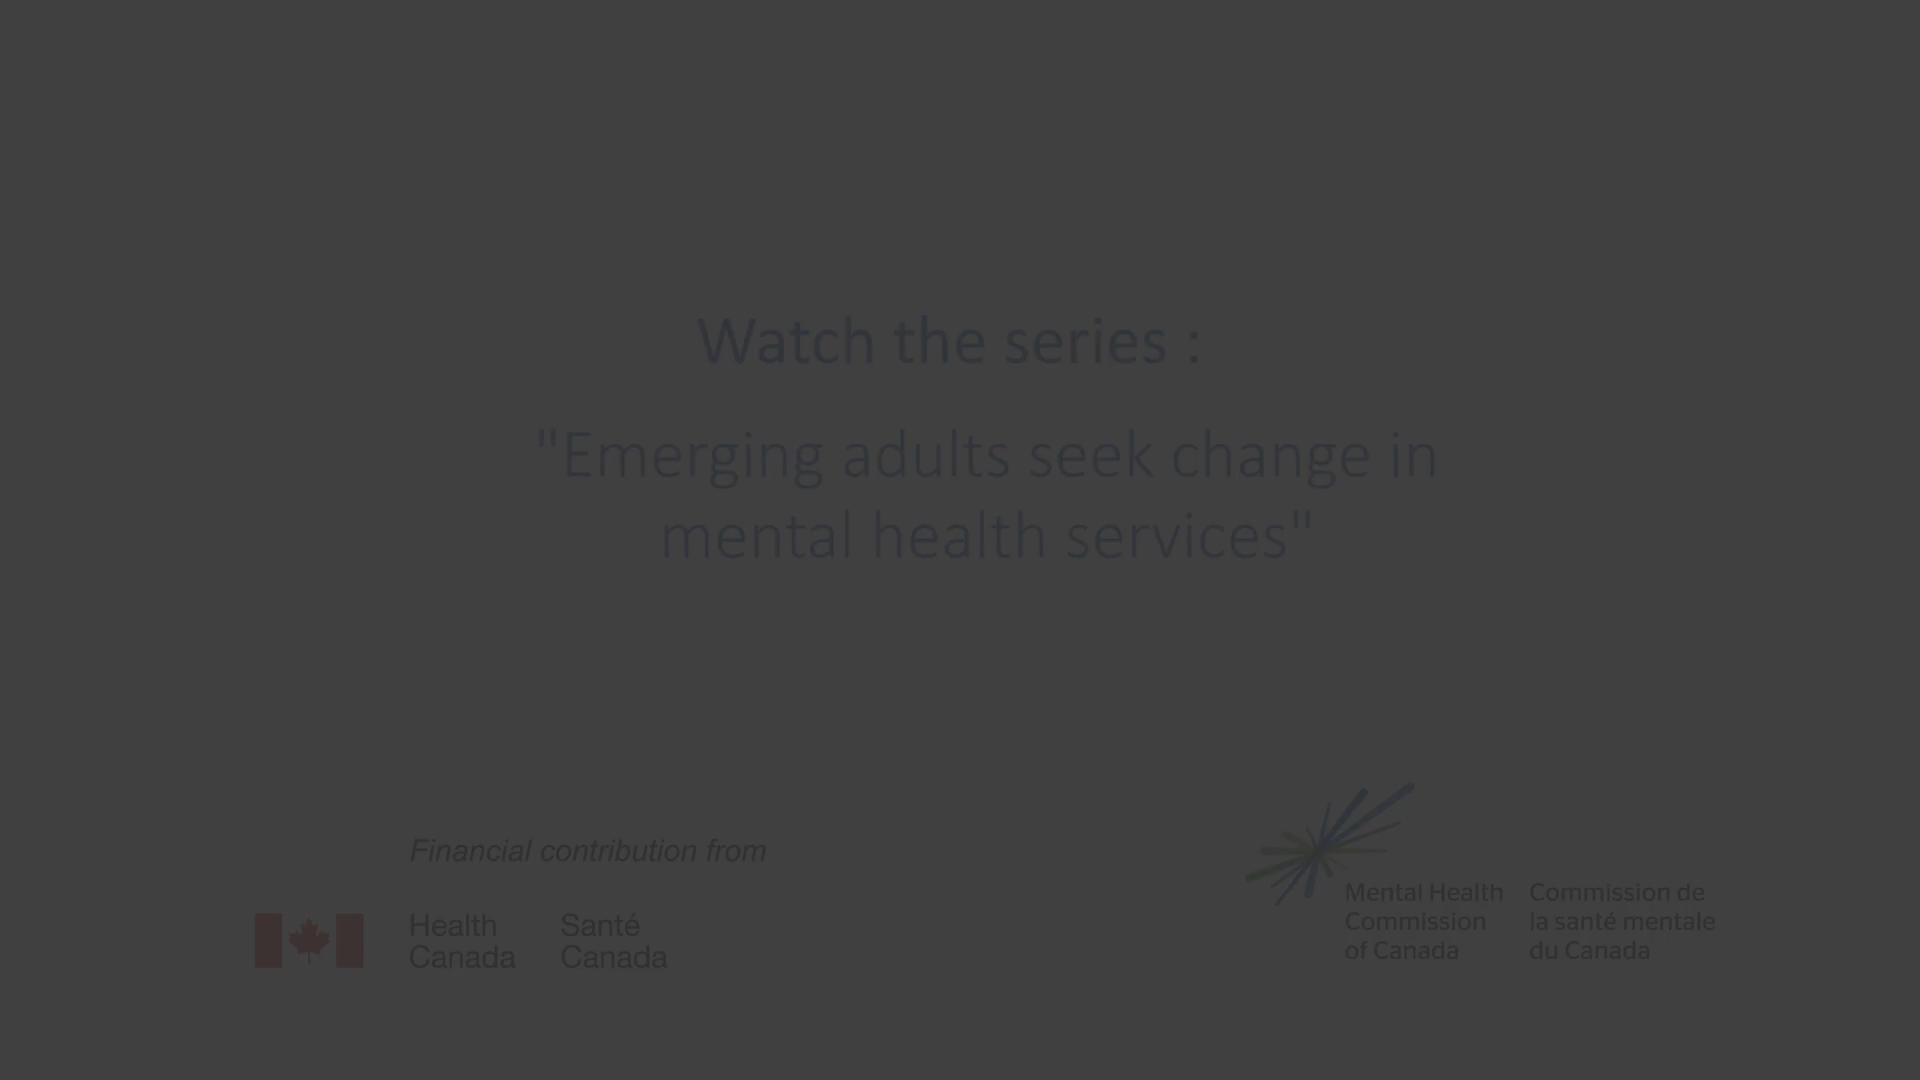 Watch the series :
"Emerging adults seek change in
mental health services"
Financial contribution from
Health Santé
Canada Canada
Mental Health Commission de
Commission la santé mentale
of Canada du Canada